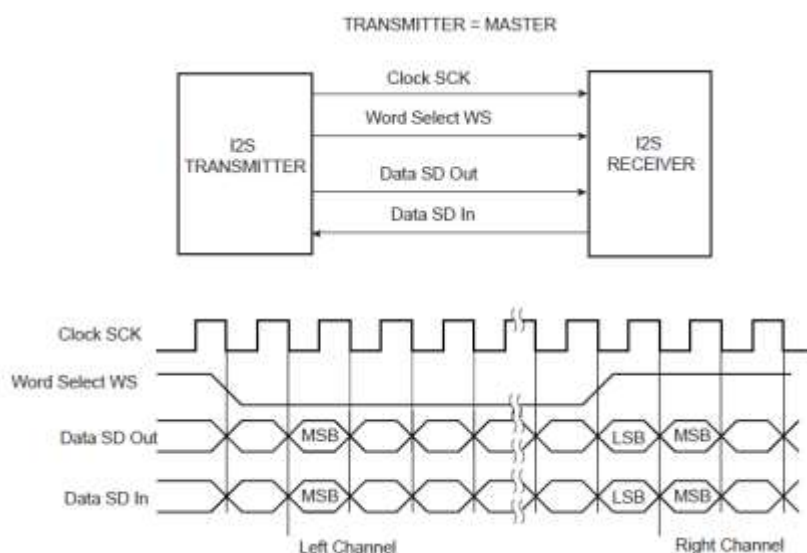 TRANSMITTER = MASTER
Clock SCK
Word Select WS
I2S
TRANSMITTER
I2S
RECEIVER
Data SD Out
Data SD In
Clock SCK
Word Select WS
Data SD Out MSB LSB MSB
Data SD In MSB LSB MSB
Left Channel Right Channel